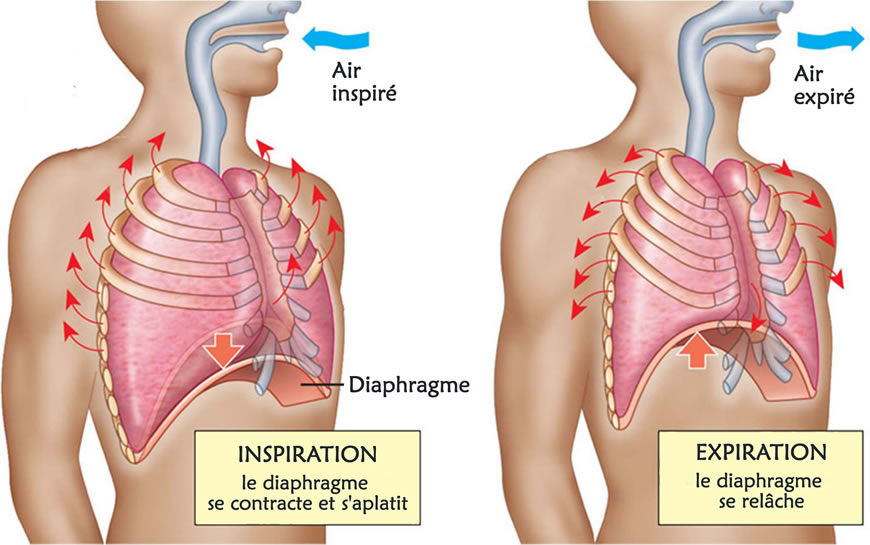 Air
inspiré
Diaphragme
INSPIRATION
le diaphragme
se contracte et s'aplatit
Air
expiré
EXPIRATION
le diaphragme
se relâche